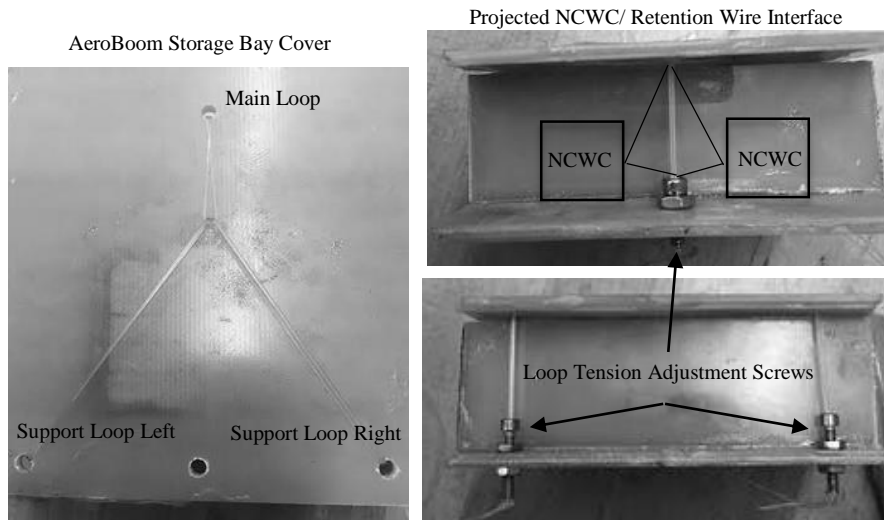 AeroBoom Storage Bay Cover
Main Loop
Support Loop Left
Support Loop Right
Projected NCWC/ Retention Wire Interface
NCWC
NCWC
Loop Tension Adjustment Screws